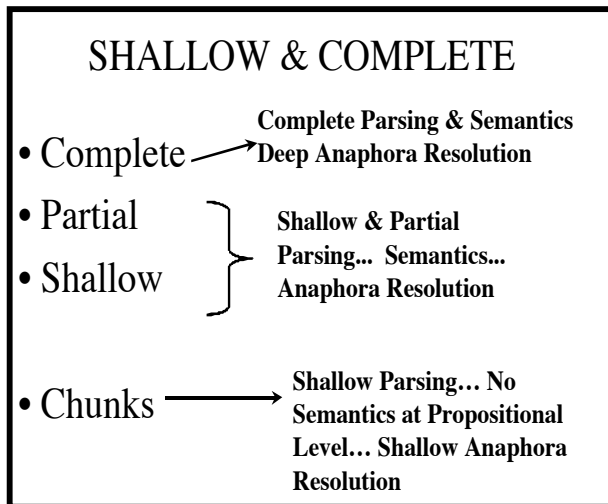 SHALLOW & COMPLETE
• Complete
Complete Parsing & Semantics
Deep Anaphora Resolution
• Partial
• Shallow
Shallow & Partial
Parsing... Semantics...
Anaphora Resolution
• Chunks
Shallow Parsing… No
Semantics at Propositional
Level… Shallow Anaphora
Resolution